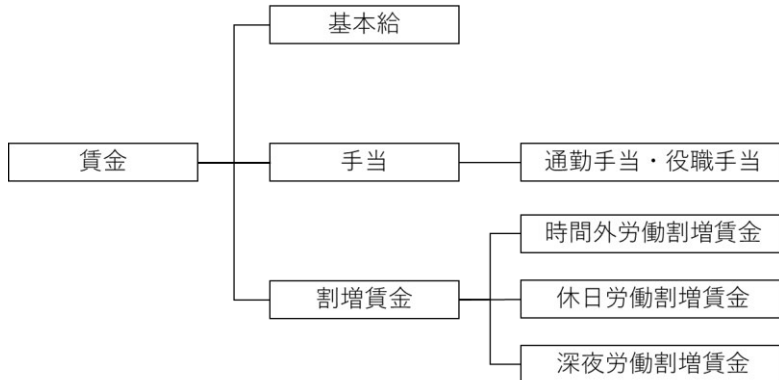 基本給
賃金
手当
通勤手当・役職手当
時間外労働割増賃金
割増賃金
休日労働割増賃金
深夜労働割増賃金